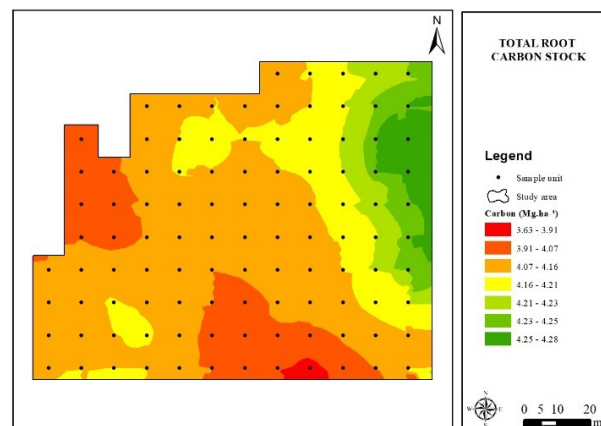 N
TOTAL ROOT
CARBON STOCK
Legend
Sample unit
Study area
Carbon (Mg.ha⁻¹)
3.63 - 3.91
3.91 - 4.07
4.07 - 4.16
4.16 - 4.21
4.21 - 4.23
4.23 - 4.25
4.25 - 4.28
N
S
0 5 10 20
m